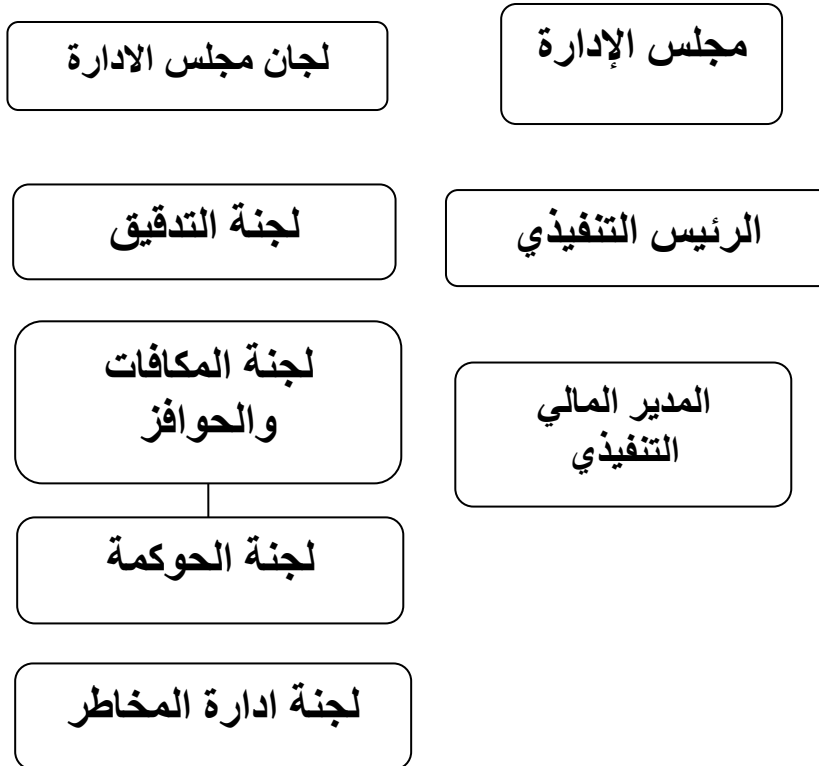 مجلس الإدارة
لجان مجلس الادارة
الرئيس التنفيذي
لجنة التدقيق
المدير المالي
التنفيذي
لجنة المكافات
والحوافز
لجنة الحوكمة
لجنة ادارة المخاطر